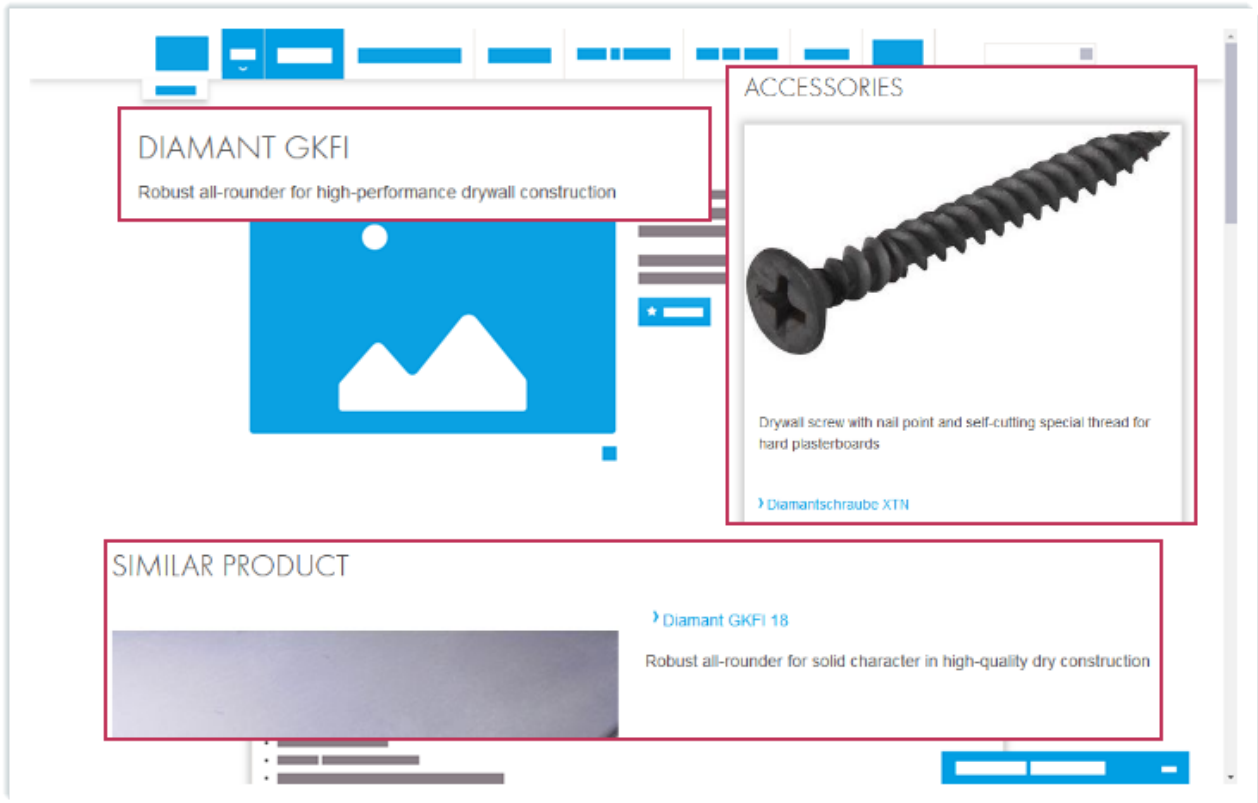 DIAMANT GKFI
Robust all-rounder for high-performance drywall construction
ACCESSORIES
Drywall screw with nail point and self-cutting special thread for
hard plasterboards
Diamantschraube XTN
SIMILAR PRODUCT
Diamant GKFI 18
Robust all-rounder for solid character in high-quality dry construction